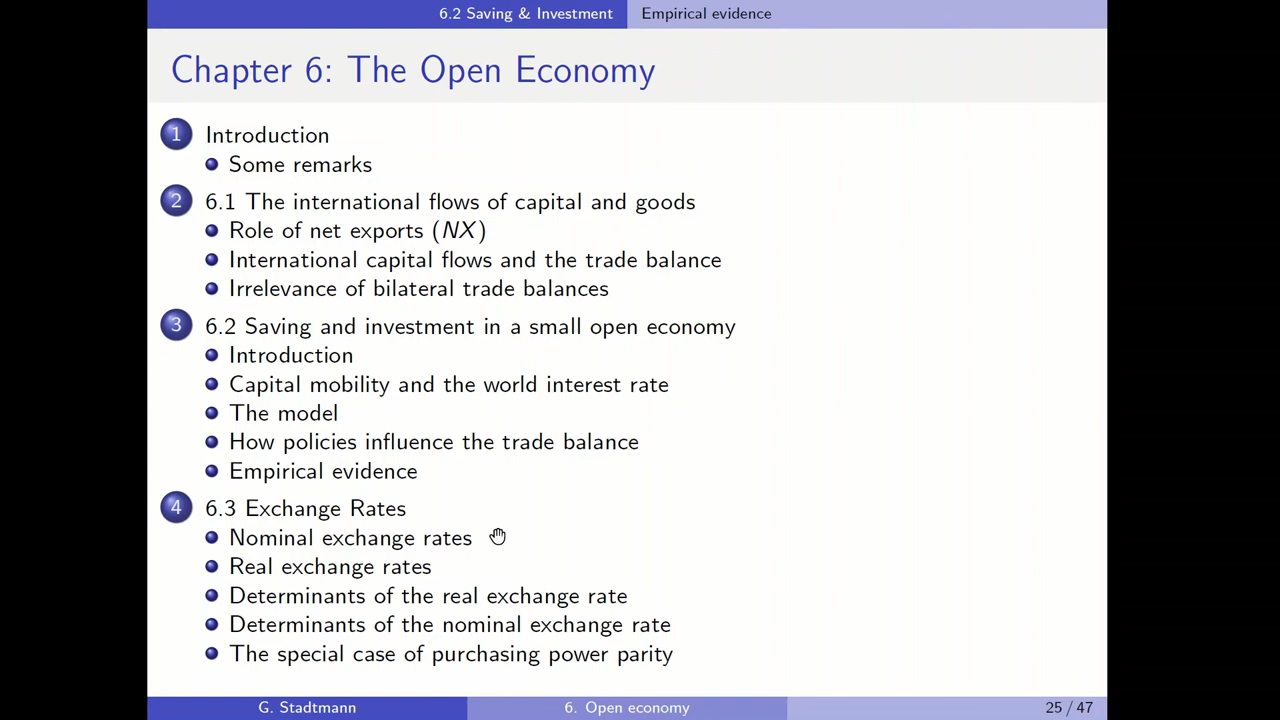 6.2 Saving & Investment Empirical evidence
Chapter 6: The Open Economy
1 Introduction
Some remarks
2 6.1 The international flows of capital and goods
Role of net exports (NX)
International capital flows and the trade balance
Irrelevance of bilateral trade balances
3 6.2 Saving and investment in a small open economy
Introduction
Capital mobility and the world interest rate
The model
How policies influence the trade balance
Empirical evidence
4 6.3 Exchange Rates
Nominal exchange rates
Real exchange rates
Determinants of the real exchange rate
Determinants of the nominal exchange rate
The special case of purchasing power parity
G. Stadtmann 6. Open economy 25 / 47